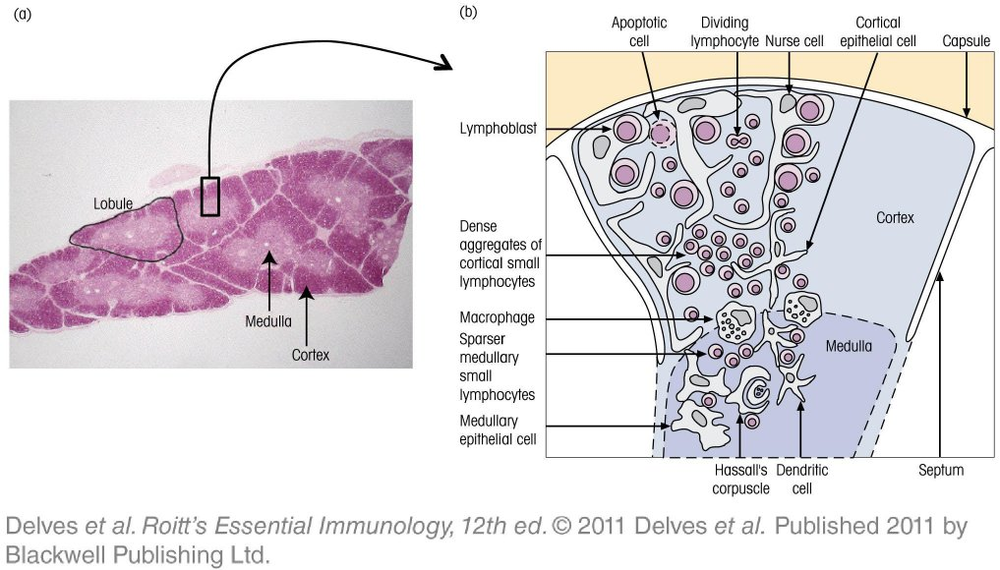 (a)
Lobule
Medulla
Cortex
(b)
Apoptotic
cell
Dividing
lymphocyte
Nurse cell
Cortical
epithelial cell
Capsule
Lymphoblast
Cortex
Dense
aggregates of
cortical small
lymphocytes
Macrophage
Medulla
Sparser
medullary
small
lymphocytes
Medullary
epithelial cell
Hassall's
corpuscle
Dendritic
cell
Septum
Delves et al. Roitt's Essential Immunology, 12th ed. © 2011 Delves et al. Published 2011 by
Blackwell Publishing Ltd.